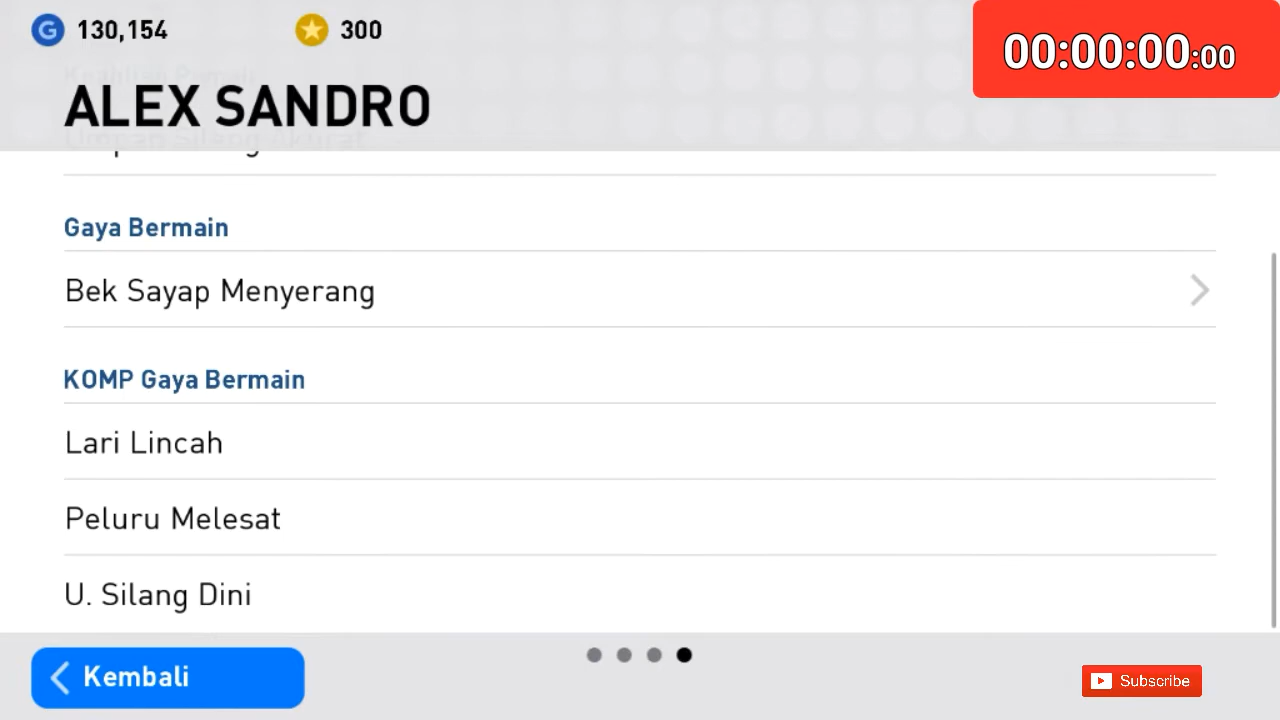 130,154
300
00:00:00:00
ALEX SANDRO
Gaya Bermain
Bek Sayap Menyerang
KOMP Gaya Bermain
Lari Lincah
Peluru Melesat
U. Silang Dini
Kembali
Subscribe